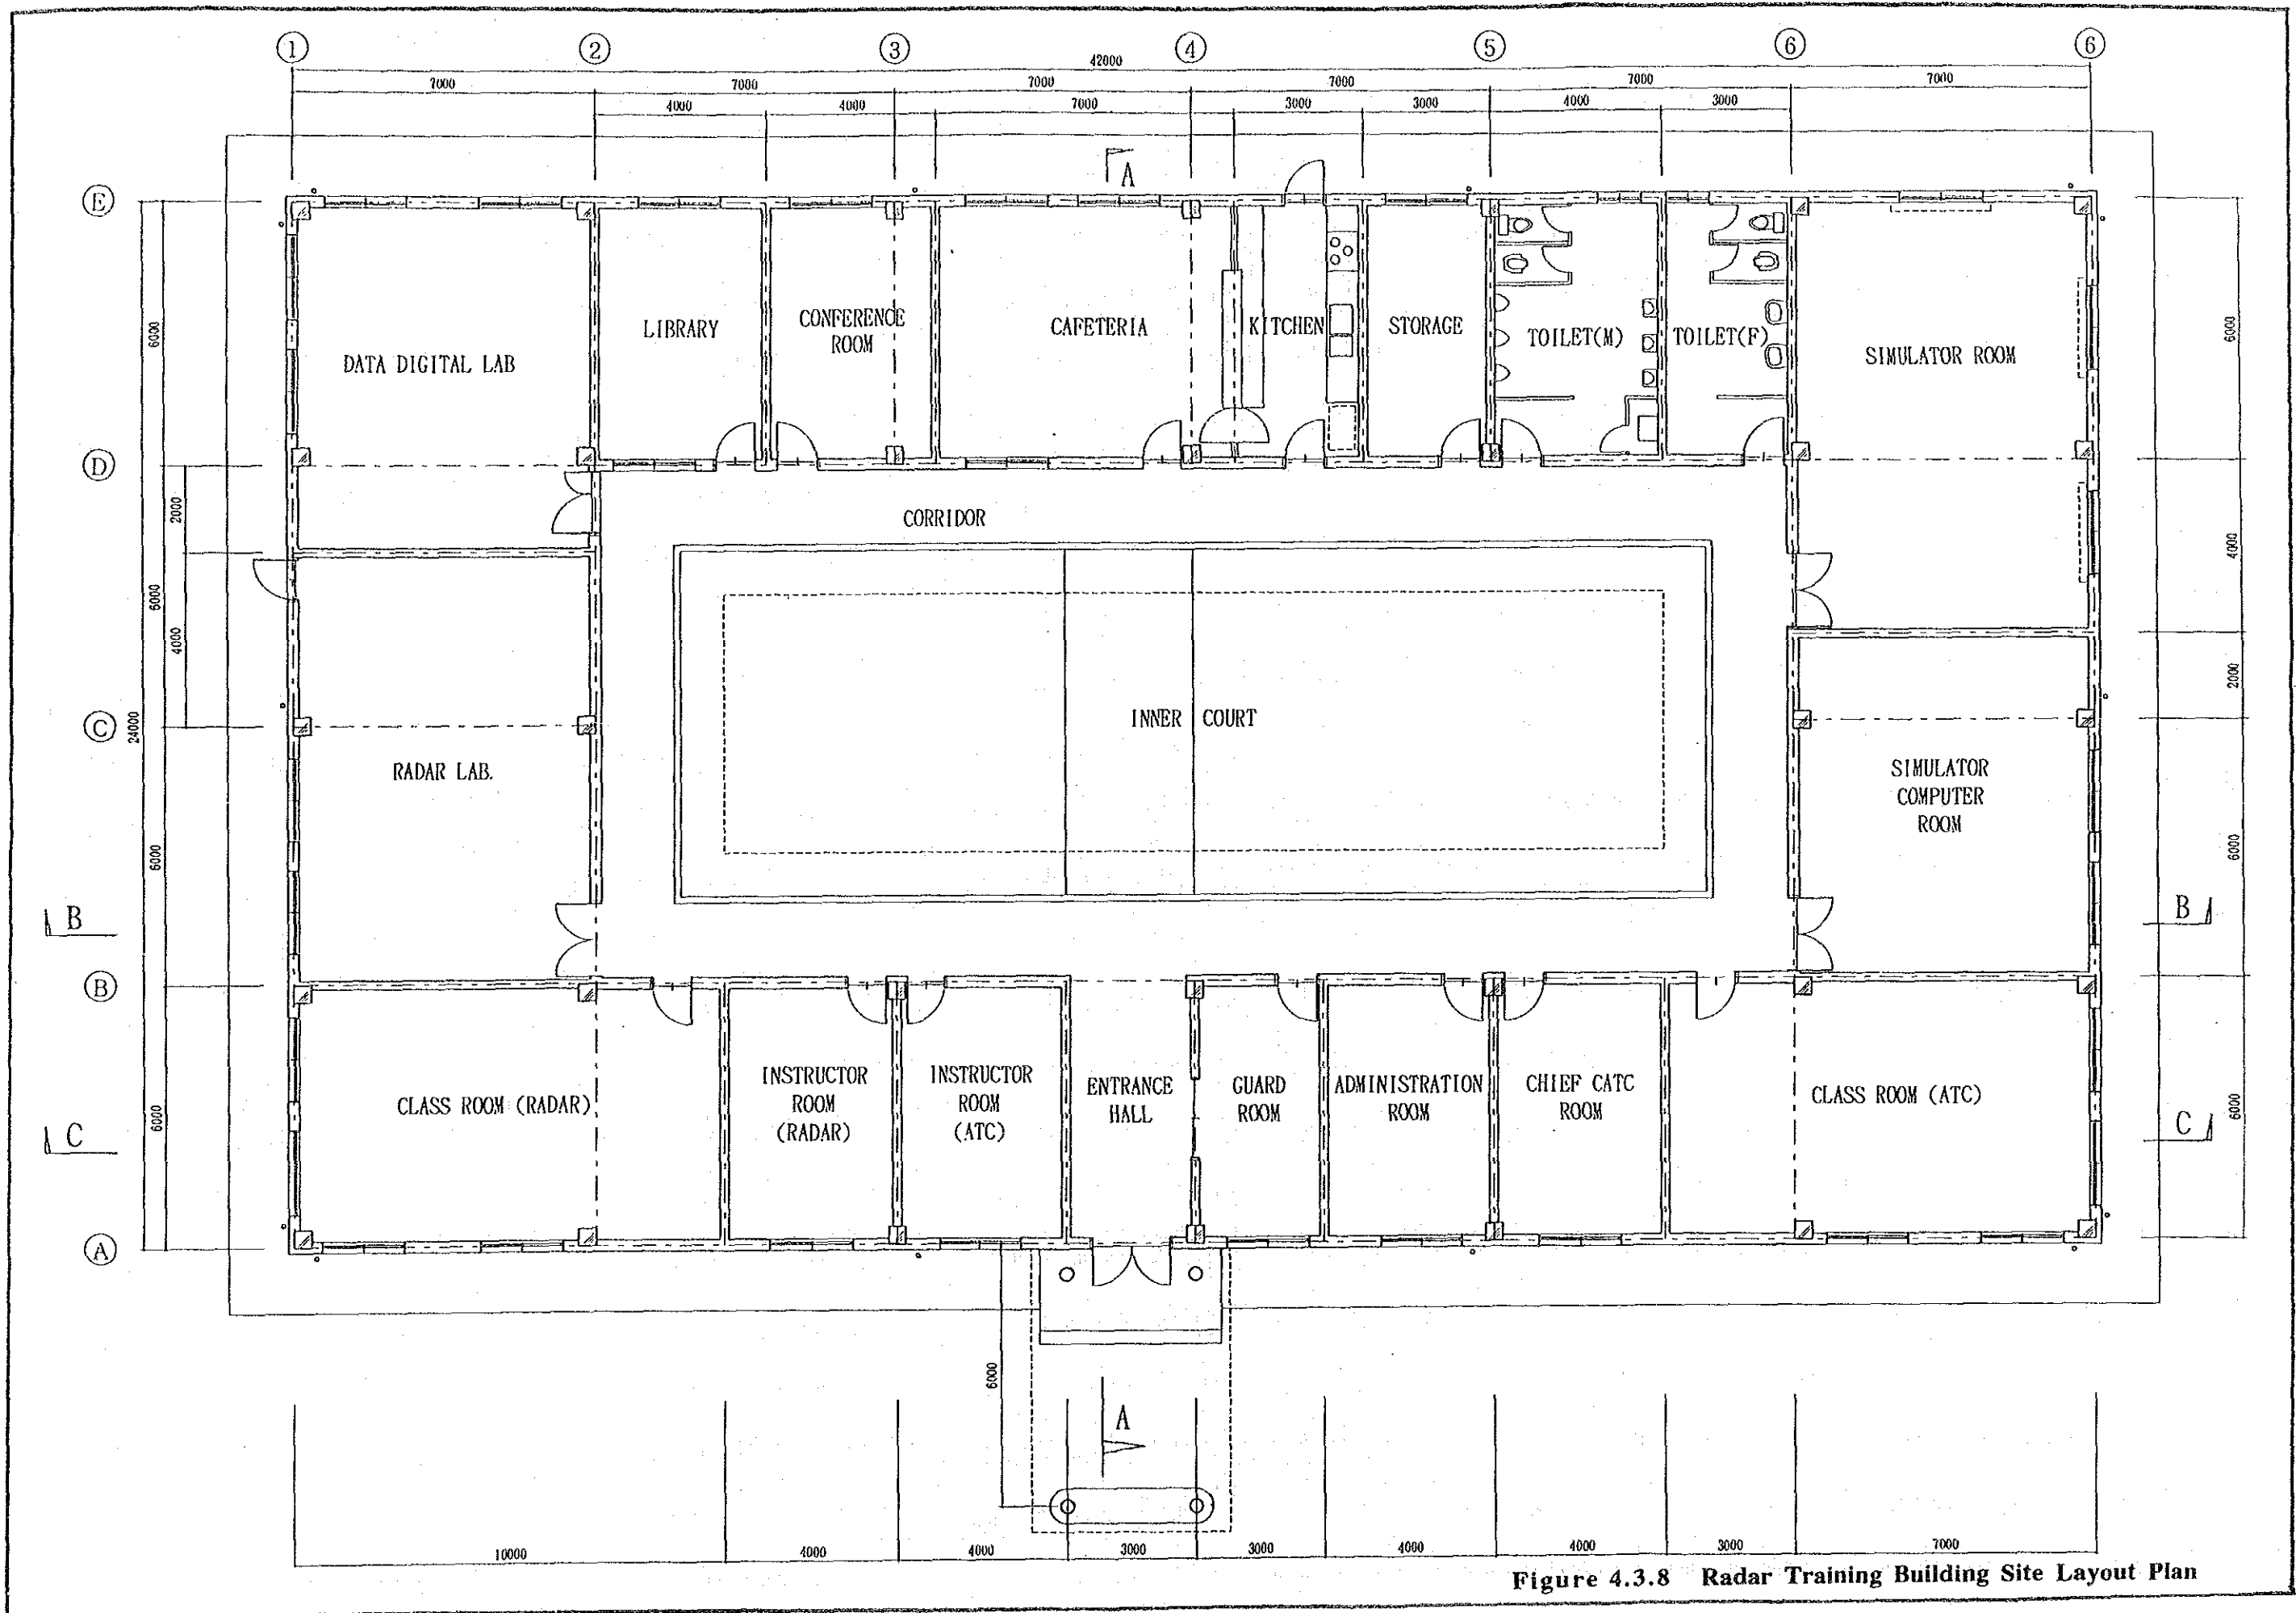 ① ② ③ ④ ⑤ ⑥ ⑥
42000
7000 7000 7000 7000 7000 7000
4000 4000 7000 3000 3000 4000 3000
A
Ⓔ
Ⓓ
Ⓒ
Ⓑ
Ⓐ
6000
2000
6000
4000
24000
6000
6000
6000
4000
2000
6000
6000
DATA DIGITAL LAB
LIBRARY
CONFERENCE
ROOM
CAFETERIA
KITCHEN
STORAGE
TOILET(M)
TOILET(F)
SIMULATOR ROOM
CORRIDOR
INNER COURT
RADAR LAB.
SIMULATOR
COMPUTER
ROOM
B B
C C
CLASS ROOM (RADAR)
INSTRUCTOR
ROOM
(RADAR)
INSTRUCTOR
ROOM
(ATC)
ENTRANCE
HALL
GUARD
ROOM
ADMINISTRATION
ROOM
CHIEF CATC
ROOM
CLASS ROOM (ATC)
6000
A
10000 4000 4000 3000 3000 4000 4000 3000 7000
Figure 4.3.8 Radar Training Building Site Layout Plan